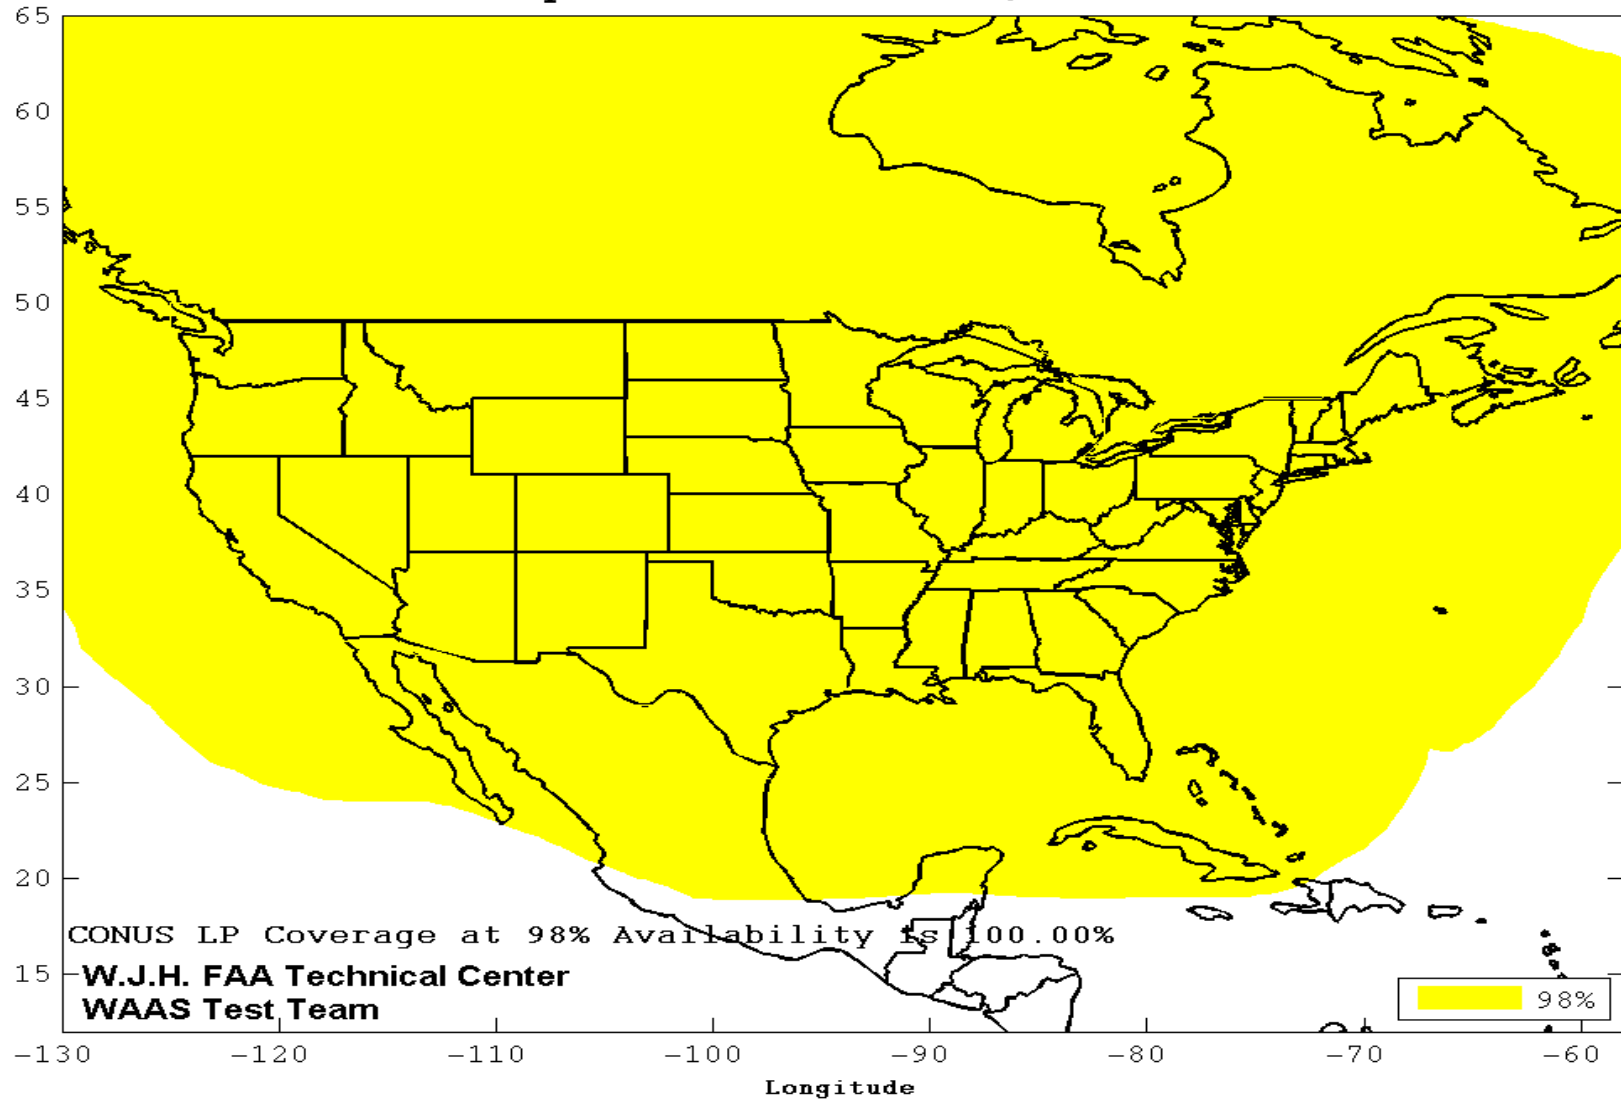 65
60
55
50
45
40
35
30
25
20
CONUS LP Coverage at 98% Availability is 100.00%
15
W.J.H. FAA Technical Center
WAAS Test Team
98%
-130 -120 -110 -100 -90 -80 -70 -60
Longitude